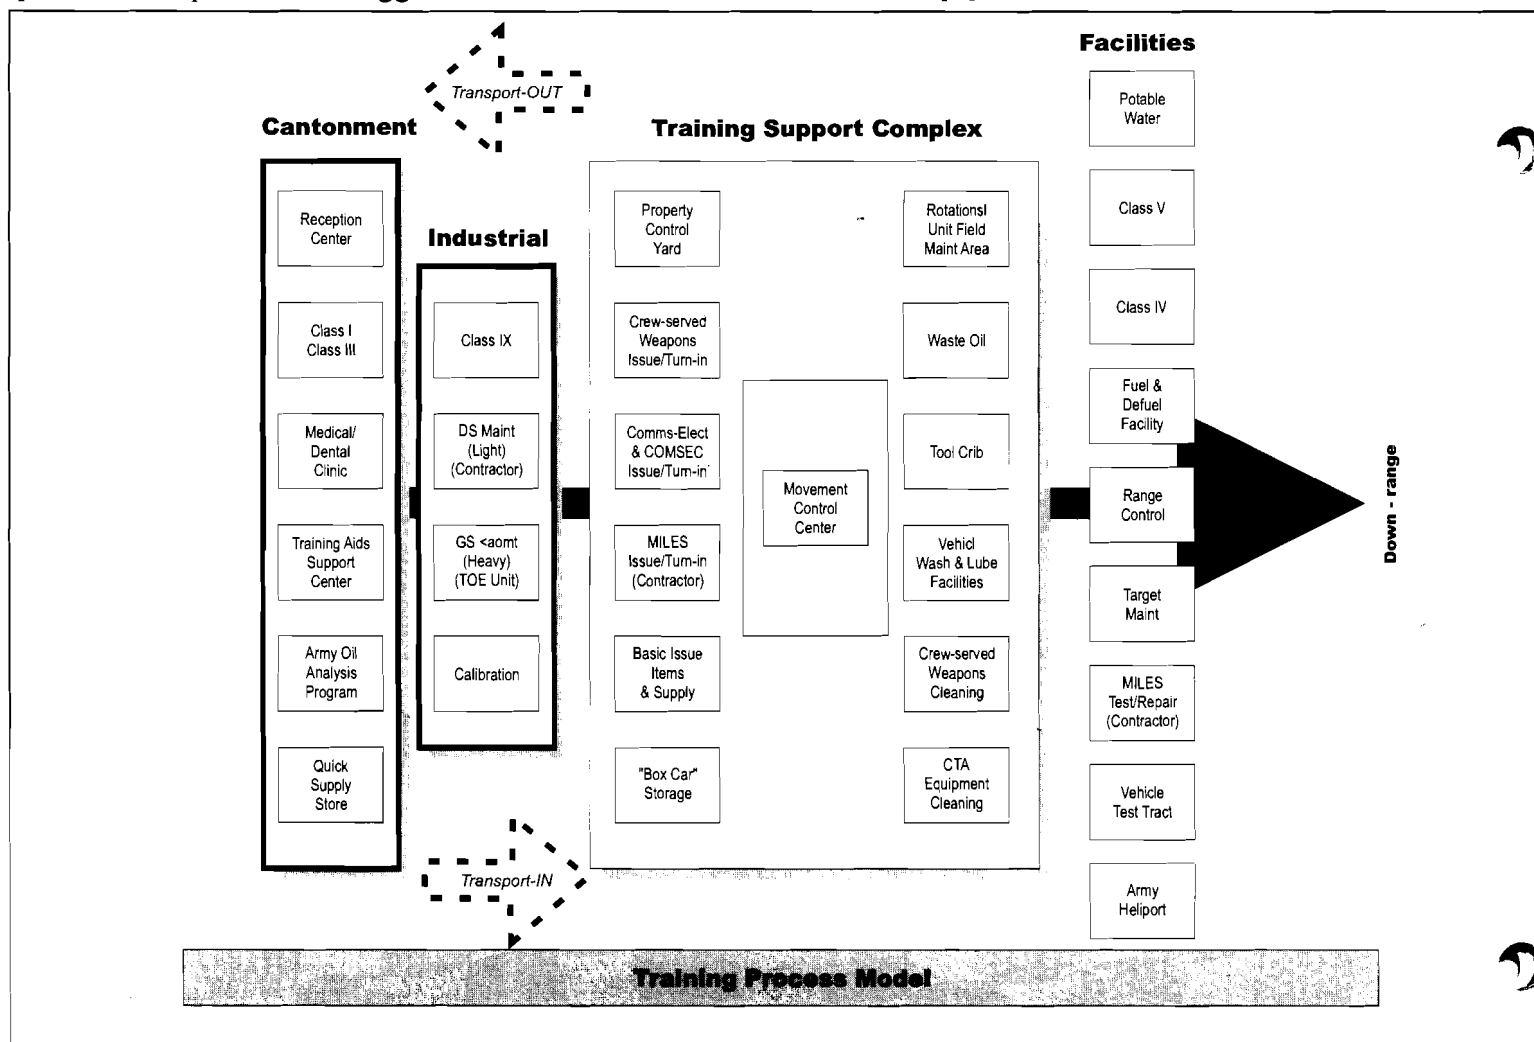 Facilities
Transport-OUT
Cantonment
Training Support Complex
Industrial
Reception
Center
Class I
Class III
Medical/
Dental
Clinic
Training Aids
Support
Center
Army Oil
Analysis
Program
Quick
Supply
Store
Class IX
DS Maint
(Light)
(Contractor)
GS <aomt
(Heavy)
(TOE Unit)
Calibration
Property
Control
Yard
Crew-served
Weapons
Issue/Turn-in
Comms-Elect
& COMSEC
Issue/Turn-in
MILES
Issue/Turn-in
(Contractor)
Basic Issue
Items
& Supply
"Box Car"
Storage
Movement
Control
Center
Rotationsl
Unit Field
Maint Area
Waste Oil
Tool Crib
Vehicl
Wash & Lube
Facilities
Crew-served
Weapons
Cleaning
CTA
Equipment
Cleaning
Potable
Water
Class V
Class IV
Fuel &
Defuel
Facility
Range
Control
Target
Maint
MILES
Test/Repair
(Contractor)
Vehicle
Test Tract
Army
Heliport
Down - range
Transport-IN
Training Process Model